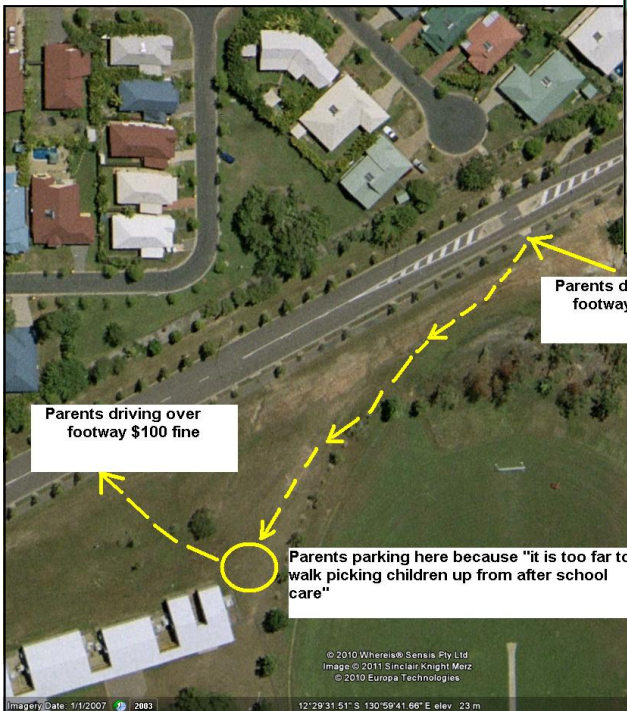 Parents d
footway
Parents driving over
footway $100 fine
Parents parking here because "it is too far to
walk picking children up from after school
care"
© 2010 Whereis® Sensis Pty Ltd
Image © 2011 Sinclair Knight Merz
© 2010 Europa Technologies
Imagery Date: 1/1/2007 2003 12°29'31.51" S 130°59'41.66" E elev 23 m